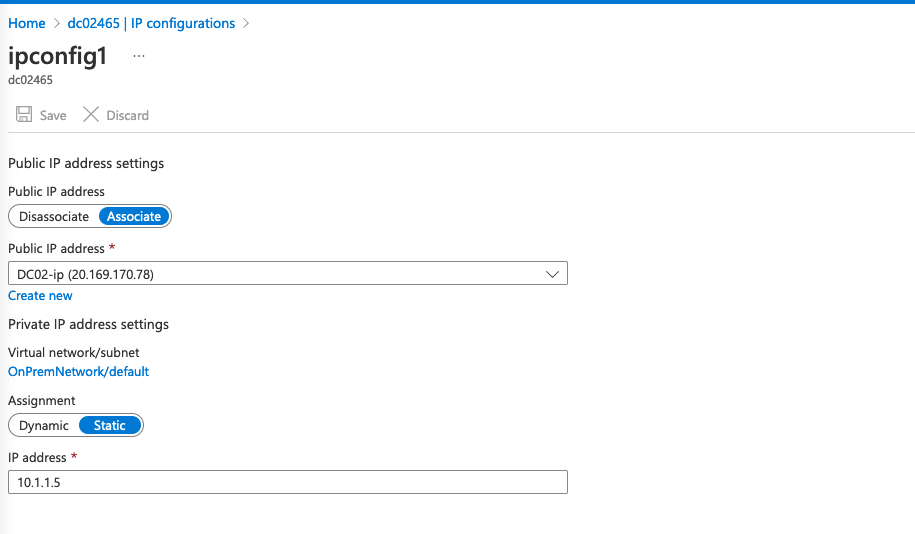 Home > dc02465 | IP configurations >
ipconfig1 ...
dc02465
Save Discard
Public IP address settings
Public IP address
Disassociate Associate
Public IP address *
DC02-ip (20.169.170.78)
Create new
Private IP address settings
Virtual network/subnet
OnPremNetwork/default
Assignment
Dynamic Static
IP address *
10.1.1.5